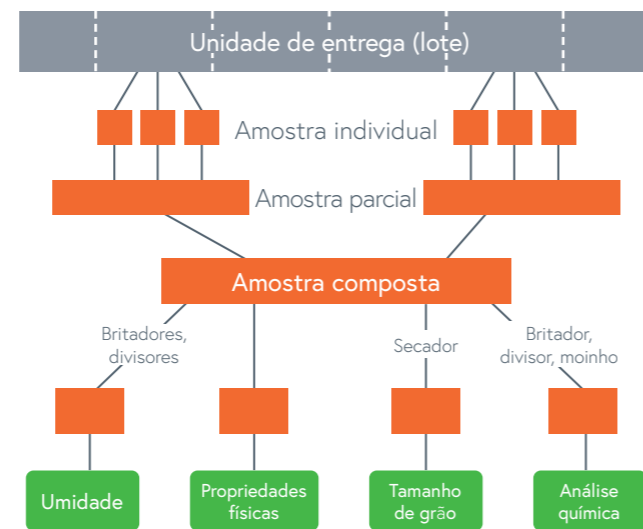 Unidade de entrega (lote)
Amostra individual
Amostra parcial
Amostra composta
Britadores,
divisores
Secador
Britador,
divisor, moinho
Umidade
Propriedades
físicas
Tamanho
de grão
Análise
química